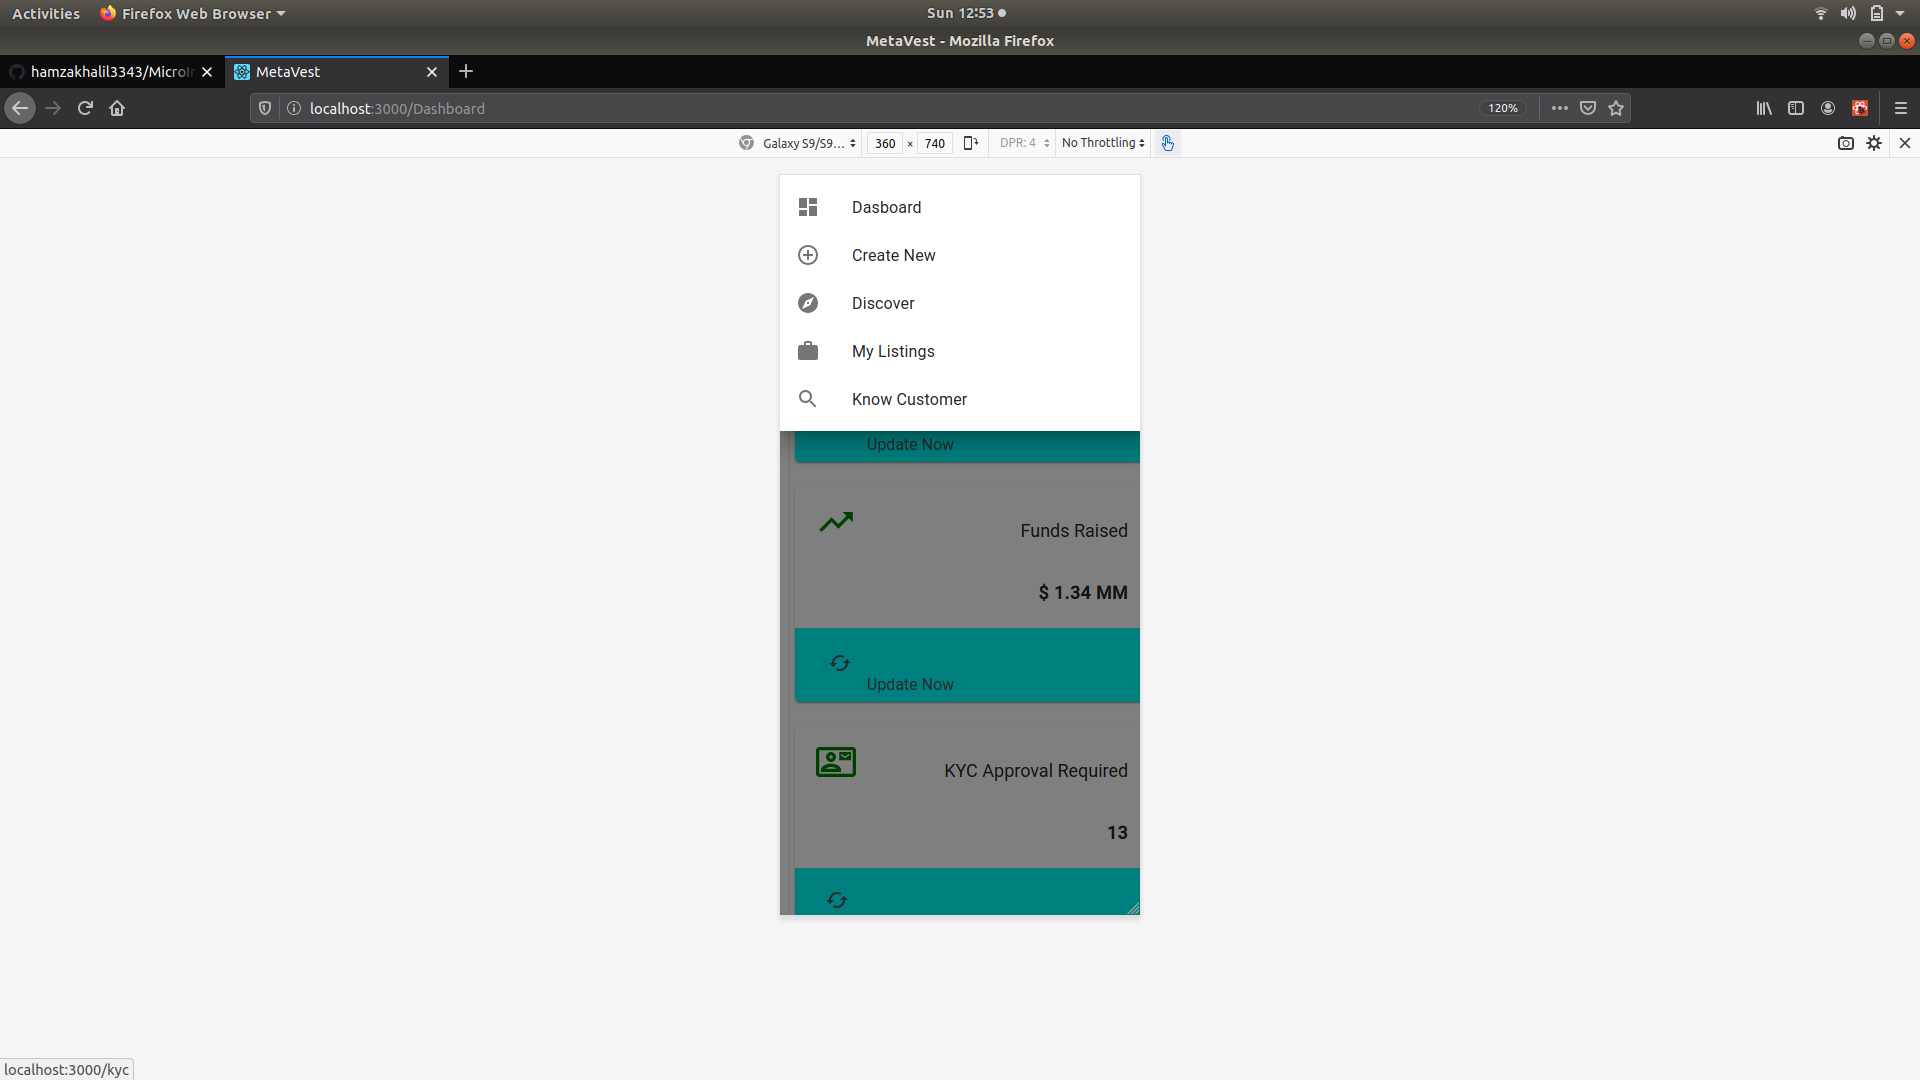 Activities Firefox Web Browser Sun 12:53
MetaVest - Mozilla Firefox
hamzakhalil3343/MicroI MetaVest
localhost:3000/Dashboard 120%
Galaxy S9/S9... 360 × 740 DPR: 4 No Throttling
Dasboard
Create New
Discover
My Listings
Know Customer
Update Now
Funds Raised
$ 1.34 MM
Update Now
KYC Approval Required
13
localhost:3000/kyc